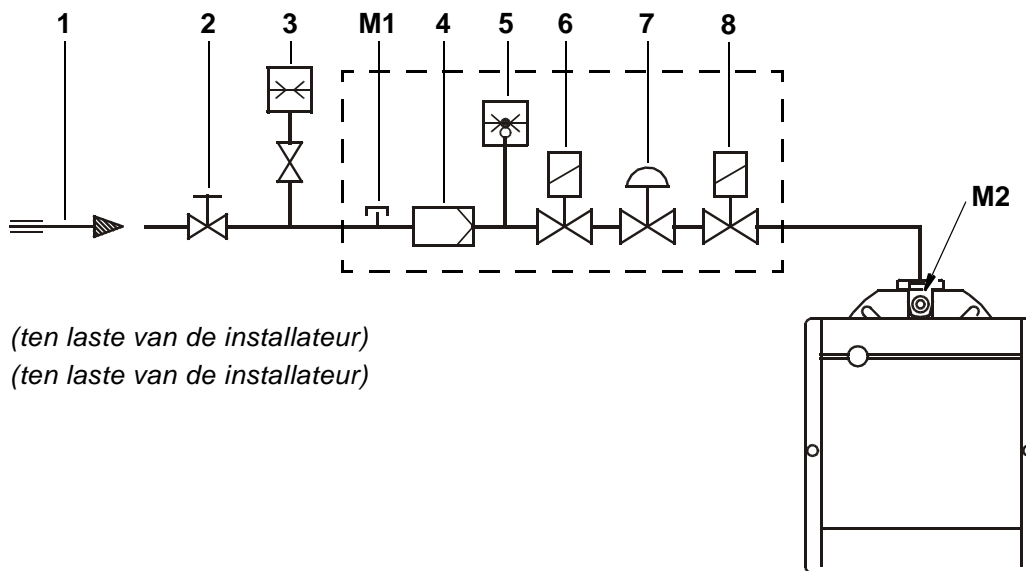 1 2 3 M1 4 5 6 7 8
M2
(ten laste van de installateur)
(ten laste van de installateur)